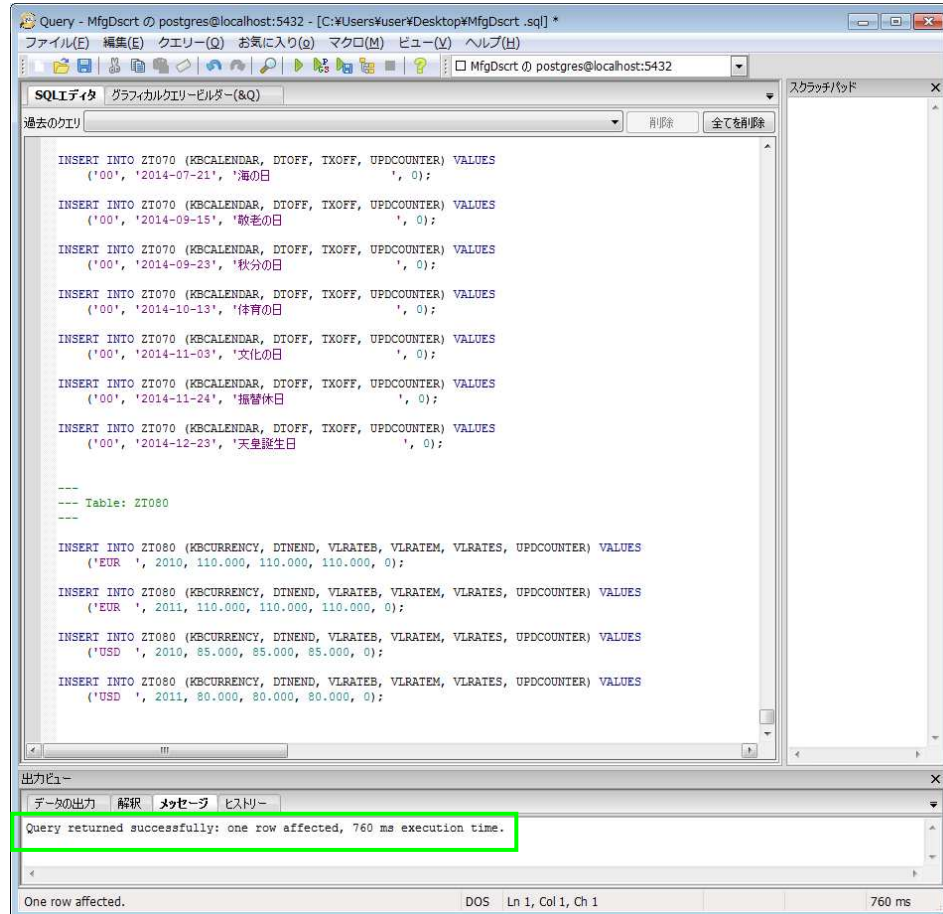 Query - MfgDscrt の postgres@localhost:5432 - [C:¥Users¥user¥Desktop¥MfgDscrt .sql] *
ファイル(F) 編集(E) クエリー(Q) お気に入り(o) マクロ(M) ビュー(V) ヘルプ(H)
MfgDscrt の postgres@localhost:5432
SQLエディタ グラフィカルクエリービルダー(&Q)
スクラッチパッド
過去のクエリ 削除 全てを削除
INSERT INTO ZT070 (KBCALENDAR, DTOFF, TXOFF, UPDCOUNTER) VALUES
('00', '2014-07-21', '海の日 ', 0);
INSERT INTO ZT070 (KBCALENDAR, DTOFF, TXOFF, UPDCOUNTER) VALUES
('00', '2014-09-15', '敬老の日 ', 0);
INSERT INTO ZT070 (KBCALENDAR, DTOFF, TXOFF, UPDCOUNTER) VALUES
('00', '2014-09-23', '秋分の日 ', 0);
INSERT INTO ZT070 (KBCALENDAR, DTOFF, TXOFF, UPDCOUNTER) VALUES
('00', '2014-10-13', '体育の日 ', 0);
INSERT INTO ZT070 (KBCALENDAR, DTOFF, TXOFF, UPDCOUNTER) VALUES
('00', '2014-11-03', '文化の日 ', 0);
INSERT INTO ZT070 (KBCALENDAR, DTOFF, TXOFF, UPDCOUNTER) VALUES
('00', '2014-11-24', '振替休日 ', 0);
INSERT INTO ZT070 (KBCALENDAR, DTOFF, TXOFF, UPDCOUNTER) VALUES
('00', '2014-12-23', '天皇誕生日 ', 0);
---
--- Table: ZT080
---
INSERT INTO ZT080 (KBCURRENCY, DTNEND, VLRATEB, VLRATEM, VLRATES, UPDCOUNTER) VALUES
('EUR ', 2010, 110.000, 110.000, 110.000, 0);
INSERT INTO ZT080 (KBCURRENCY, DTNEND, VLRATEB, VLRATEM, VLRATES, UPDCOUNTER) VALUES
('EUR ', 2011, 110.000, 110.000, 110.000, 0);
INSERT INTO ZT080 (KBCURRENCY, DTNEND, VLRATEB, VLRATEM, VLRATES, UPDCOUNTER) VALUES
('USD ', 2010, 85.000, 85.000, 85.000, 0);
INSERT INTO ZT080 (KBCURRENCY, DTNEND, VLRATEB, VLRATEM, VLRATES, UPDCOUNTER) VALUES
('USD ', 2011, 80.000, 80.000, 80.000, 0);
出力ビュー
データの出力 解釈 メッセージ ヒストリー
Query returned successfully: one row affected, 760 ms execution time.
One row affected. DOS Ln 1, Col 1, Ch 1 760 ms